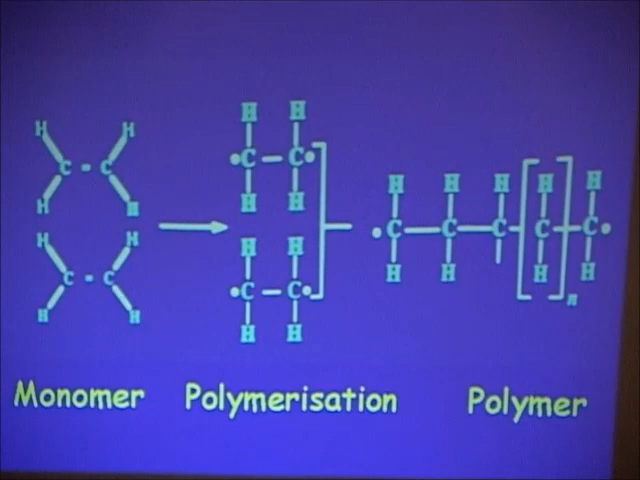 H H H H
C C •C C•
H H H H H H H H H
•C C C C C•
H H H H H H H H
C C •C C• n
H H H H
Monomer Polymerisation Polymer